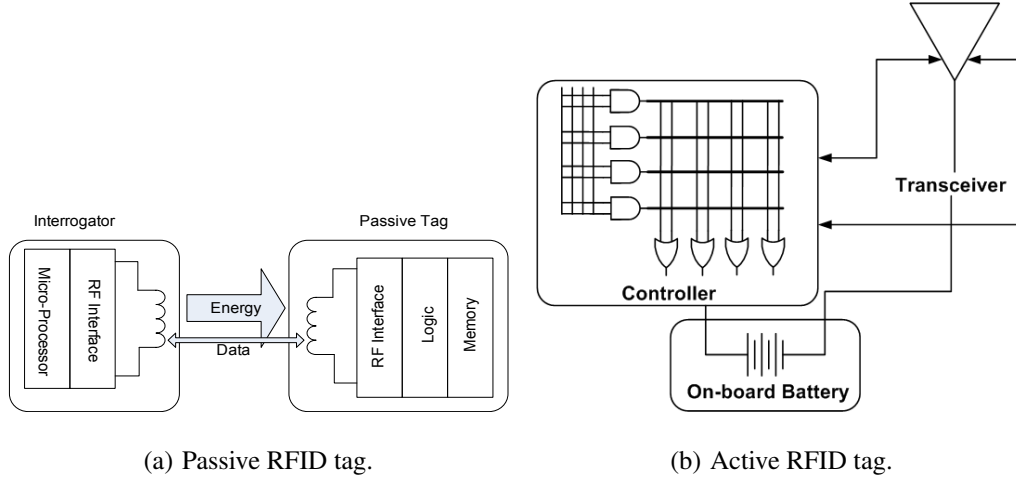 Interrogator
Passive Tag
Micro-Processor
RF Interface
Energy
Data
RF Interface
Logic
Memory
(a) Passive RFID tag.
Transceiver
Controller
On-board Battery
(b) Active RFID tag.